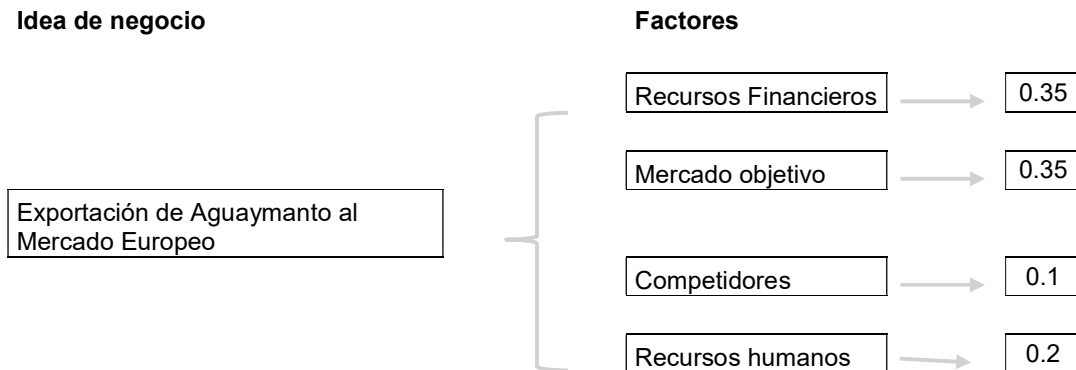 Idea de negocio
Factores
Recursos Financieros
0.35
Mercado objetivo
0.35
Exportación de Aguaymanto al
Mercado Europeo
Competidores
0.1
Recursos humanos
0.2